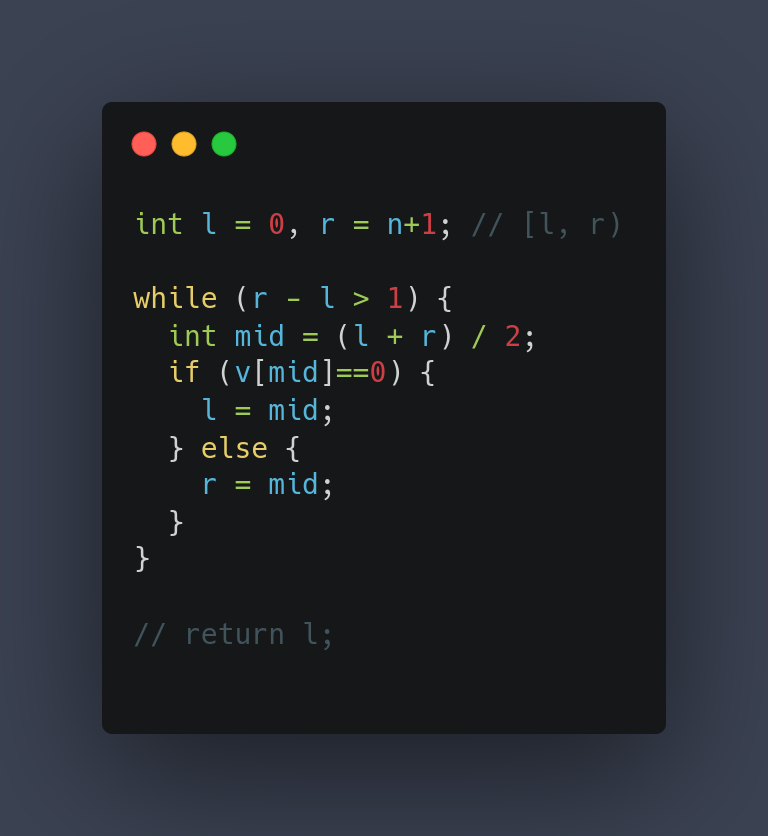 int l = 0, r = n+1; // [l, r)
while (r - l > 1) {
  int mid = (l + r) / 2;
  if (v[mid]==0) {
    l = mid;
  } else {
    r = mid;
  }
}
// return l;